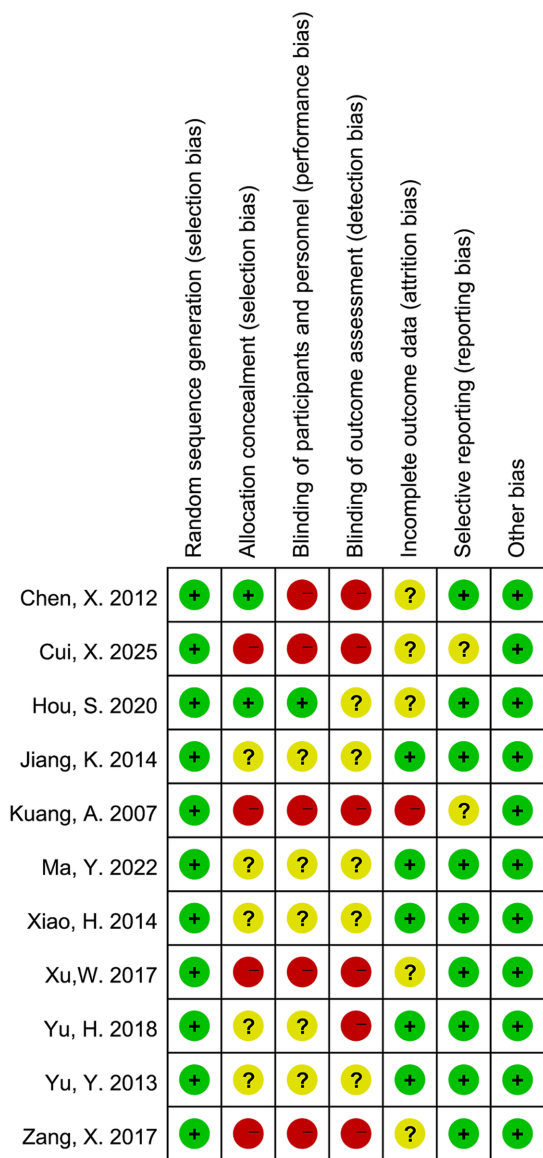 Random sequence generation (selection bias)
Allocation concealment (selection bias)
Blinding of participants and personnel (performance bias)
Blinding of outcome assessment (detection bias)
Incomplete outcome data (attrition bias)
Selective reporting (reporting bias)
Other bias
Chen, X. 2012 + + − − ? + +
Cui, X. 2025 + − − − ? ? +
Hou, S. 2020 + + + ? ? + +
Jiang, K. 2014 + ? ? ? + + +
Kuang, A. 2007 + − − − − ? +
Ma, Y. 2022 + ? ? ? + + +
Xiao, H. 2014 + ? ? ? + + +
Xu,W. 2017 + − − − ? + +
Yu, H. 2018 + ? ? − + + +
Yu, Y. 2013 + ? ? ? + + +
Zang, X. 2017 + − − − ? + +